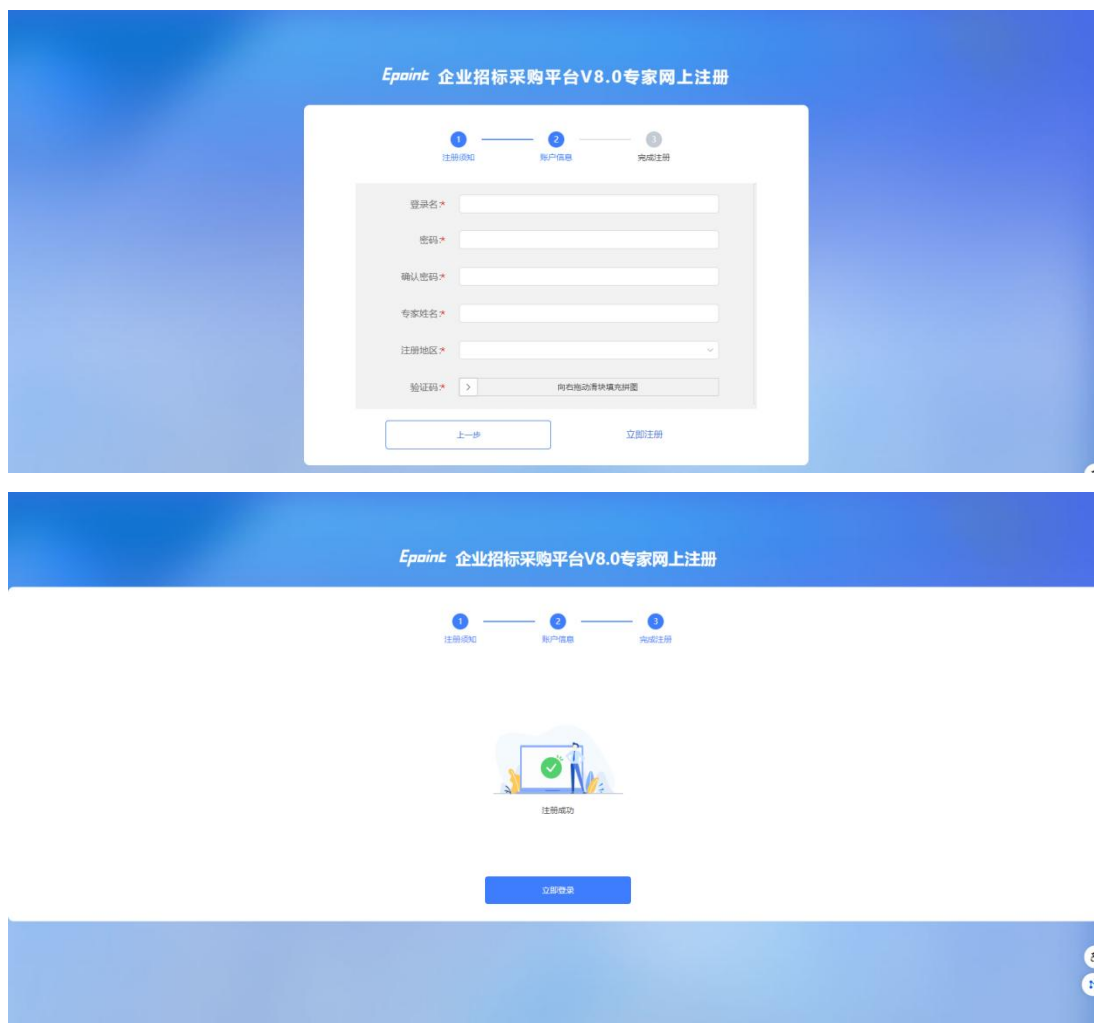 Epoint 企业招标采购平台V8.0专家网上注册
1 2 3
注册须知 账户信息 完成注册
登录名:*
密码:*
确认密码:*
专家姓名:*
注册地区:*
验证码:* > 向右拖动滑块填充拼图
上一步 立即注册
Epoint 企业招标采购平台V8.0专家网上注册
1 2 3
注册须知 账户信息 完成注册
注册成功
立即登录